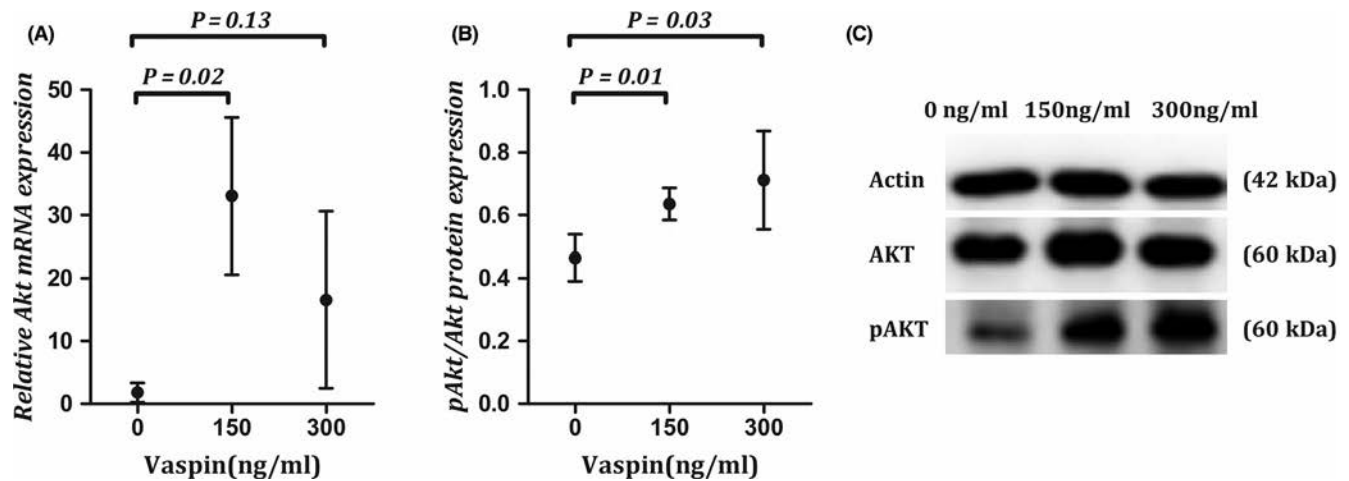 (A)
P = 0.13
P = 0.02
Relative Akt mRNA expression
50
40
30
20
10
0
0 150 300
Vaspin(ng/ml)
(B)
P = 0.03
P = 0.01
pAkt/Akt protein expression
1.0
0.8
0.6
0.4
0.2
0.0
0 150 300
Vaspin(ng/ml)
(C)
0 ng/ml 150ng/ml 300ng/ml
Actin (42 kDa)
AKT (60 kDa)
pAKT (60 kDa)